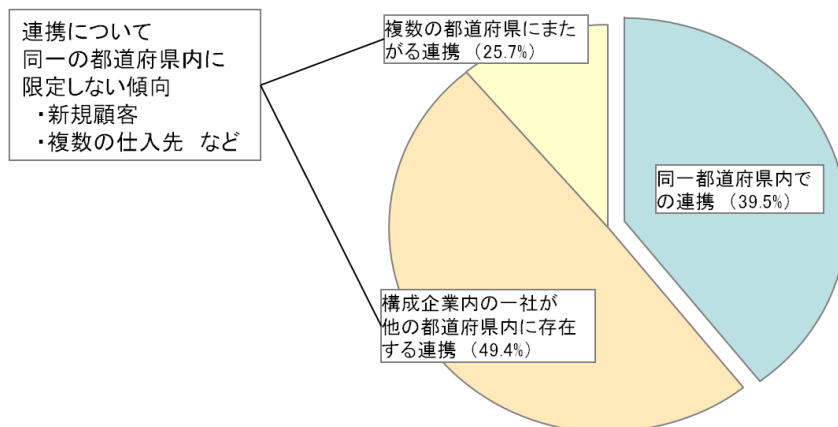 連携について
同一の都道府県内に
限定しない傾向
・新規顧客
・複数の仕入先　など
複数の都道府県にまた
がる連携（25.7%）
同一都道府県内で
の連携（39.5%）
構成企業内の一社が
他の都道府県内に存在
する連携（49.4%）